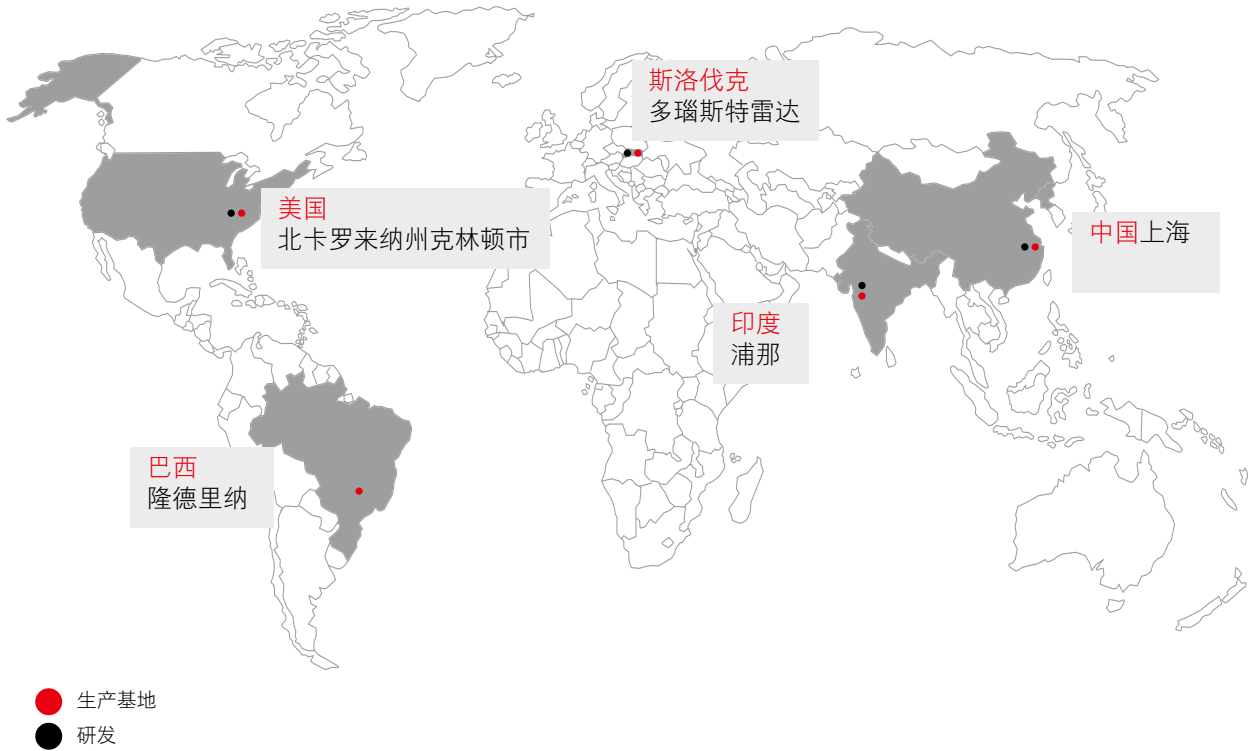 斯洛伐克
多瑙斯特雷达
美国
北卡罗来纳州克林顿市
中国上海
印度
浦那
巴西
隆德里纳
生产基地
研发